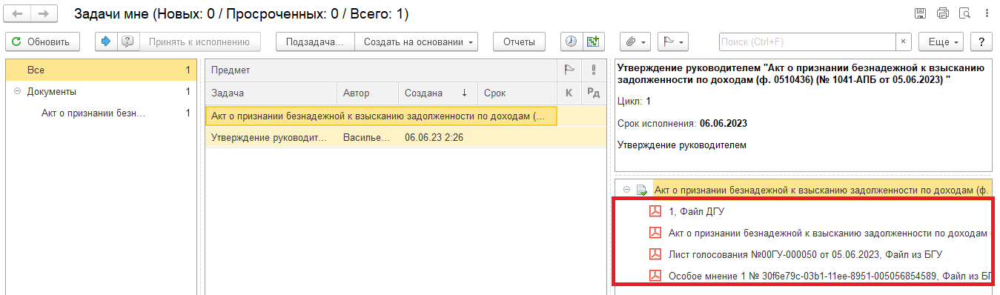 Задачи мне (Новых: 0 / Просроченных: 0 / Всего: 1)
Обновить
Принять к исполнению
Подзадача...
Создать на основании
Отчеты
Поиск (Ctrl+F)
×
Еще
?
Все 1
Документы 1
Акт о признании безн... 1
Предмет
Задача Автор Создана ↓ Срок К Рд
Акт о признании безнадежной к взысканию задолженности по доходам (...
Утверждение руководит... Василье... 06.06.23 2:26
Утверждение руководителем "Акт о признании безнадежной к взысканию
задолженности по доходам (ф. 0510436) (№ 1041-АПБ от 05.06.2023) "
Цикл: 1
Срок исполнения: 06.06.2023
Утверждение руководителем
Акт о признании безнадежной к взысканию задолженности по доходам (ф.
1, Файл ДГУ
Акт о признании безнадежной к взысканию задолженности по доходам (
Лист голосования №00ГУ-000050 от 05.06.2023, Файл из БГУ
Особое мнение 1 № 30f6e79c-03b1-11ee-8951-005056854589, Файл из БГ